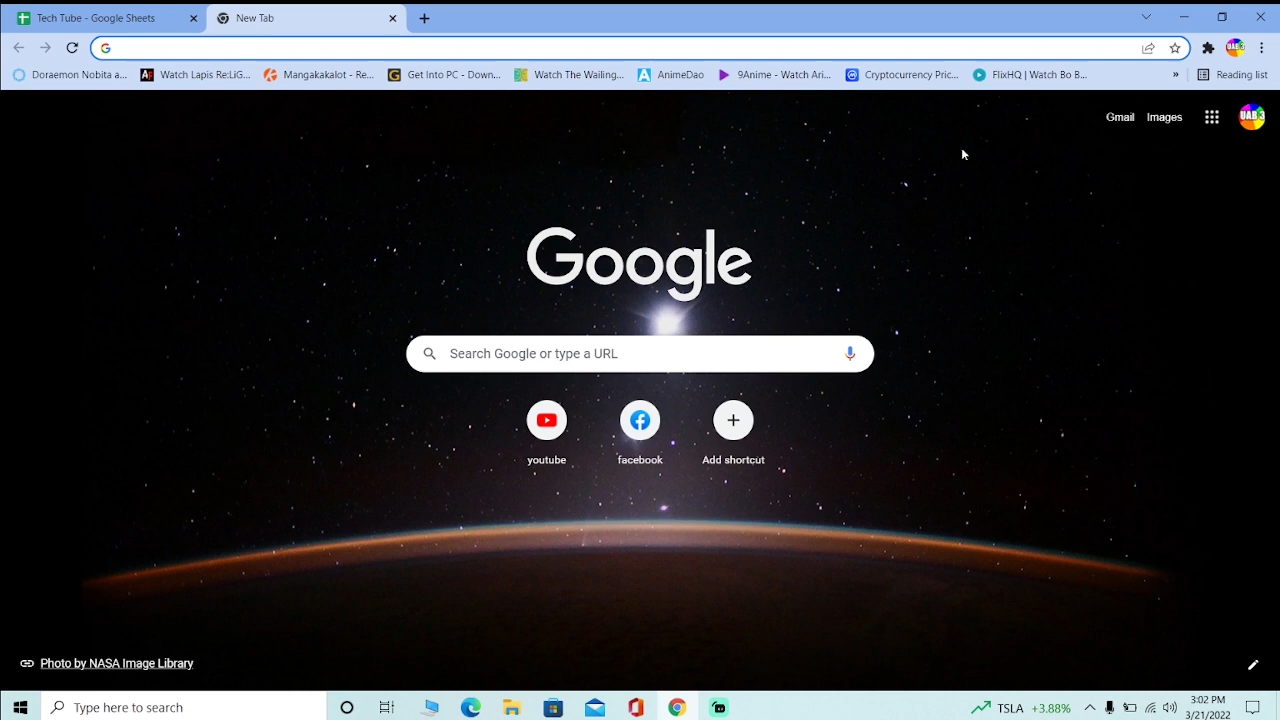 Tech Tube - Google Sheets
New Tab
Doraemon Nobita a...
Watch Lapis Re:LiG...
Mangakakalot - Re...
Get Into PC - Down...
Watch The Wailing...
AnimeDao
9Anime - Watch Ari...
Cryptocurrency Pric...
FlixHQ | Watch Bo B...
»
Reading list
Gmail
Images
UAB3
Google
Search Google or type a URL
youtube
facebook
Add shortcut
Photo by NASA Image Library
Type here to search
TSLA +3.88%
3:02 PM
3/21/2022